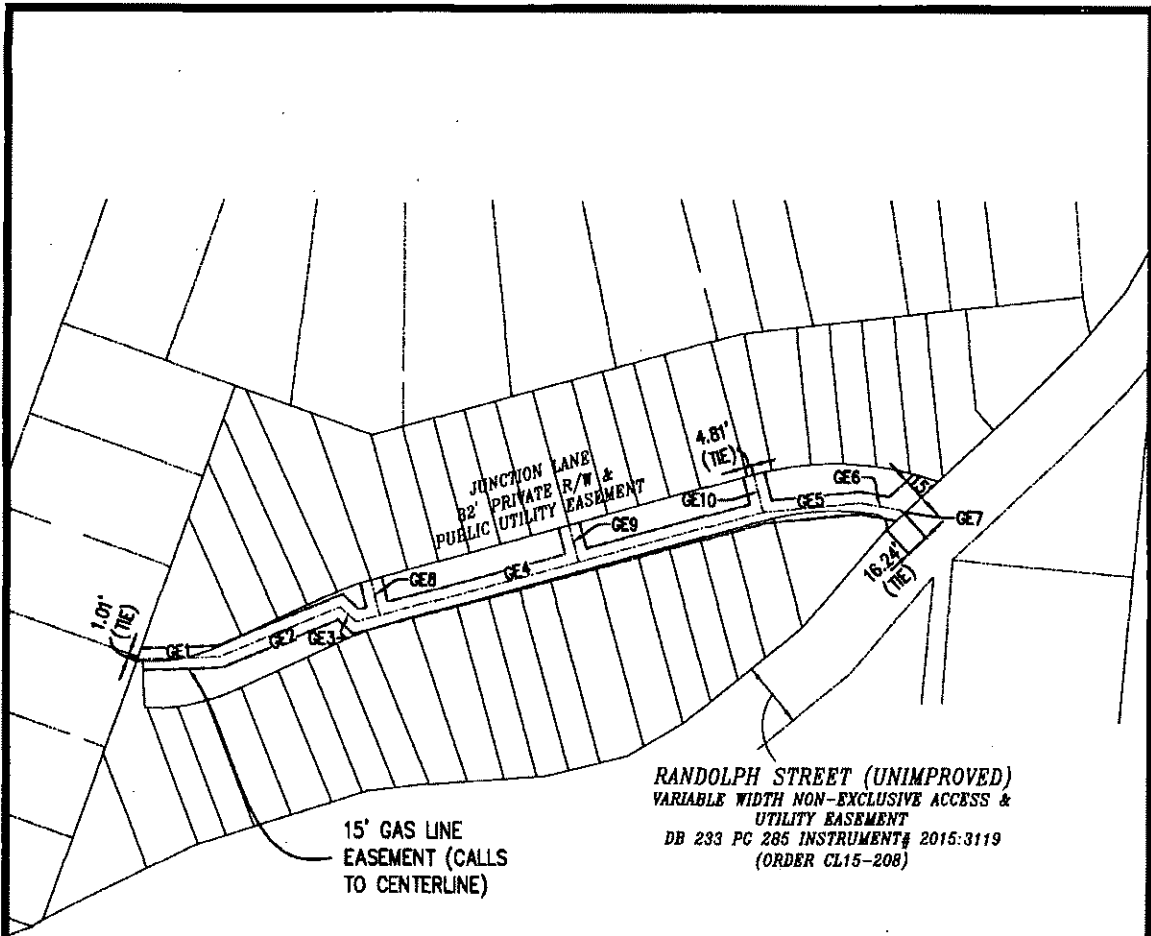 4.81'
(TIE)
JUNCTION LANE
32' PRIVATE R/W &
PUBLIC UTILITY EASEMENT
GE6
15'
GE10
GE5
GE7
GE9
16.24'
(TIE)
GE4
GE8
1.01'
(TIE)
GE1
GE2
GE3
RANDOLPH STREET (UNIMPROVED)
VARIABLE WIDTH NON-EXCLUSIVE ACCESS &
UTILITY EASEMENT
DB 233 PG 285 INSTRUMENT# 2015:3119
(ORDER CL15-208)
15' GAS LINE
EASEMENT (CALLS
TO CENTERLINE)